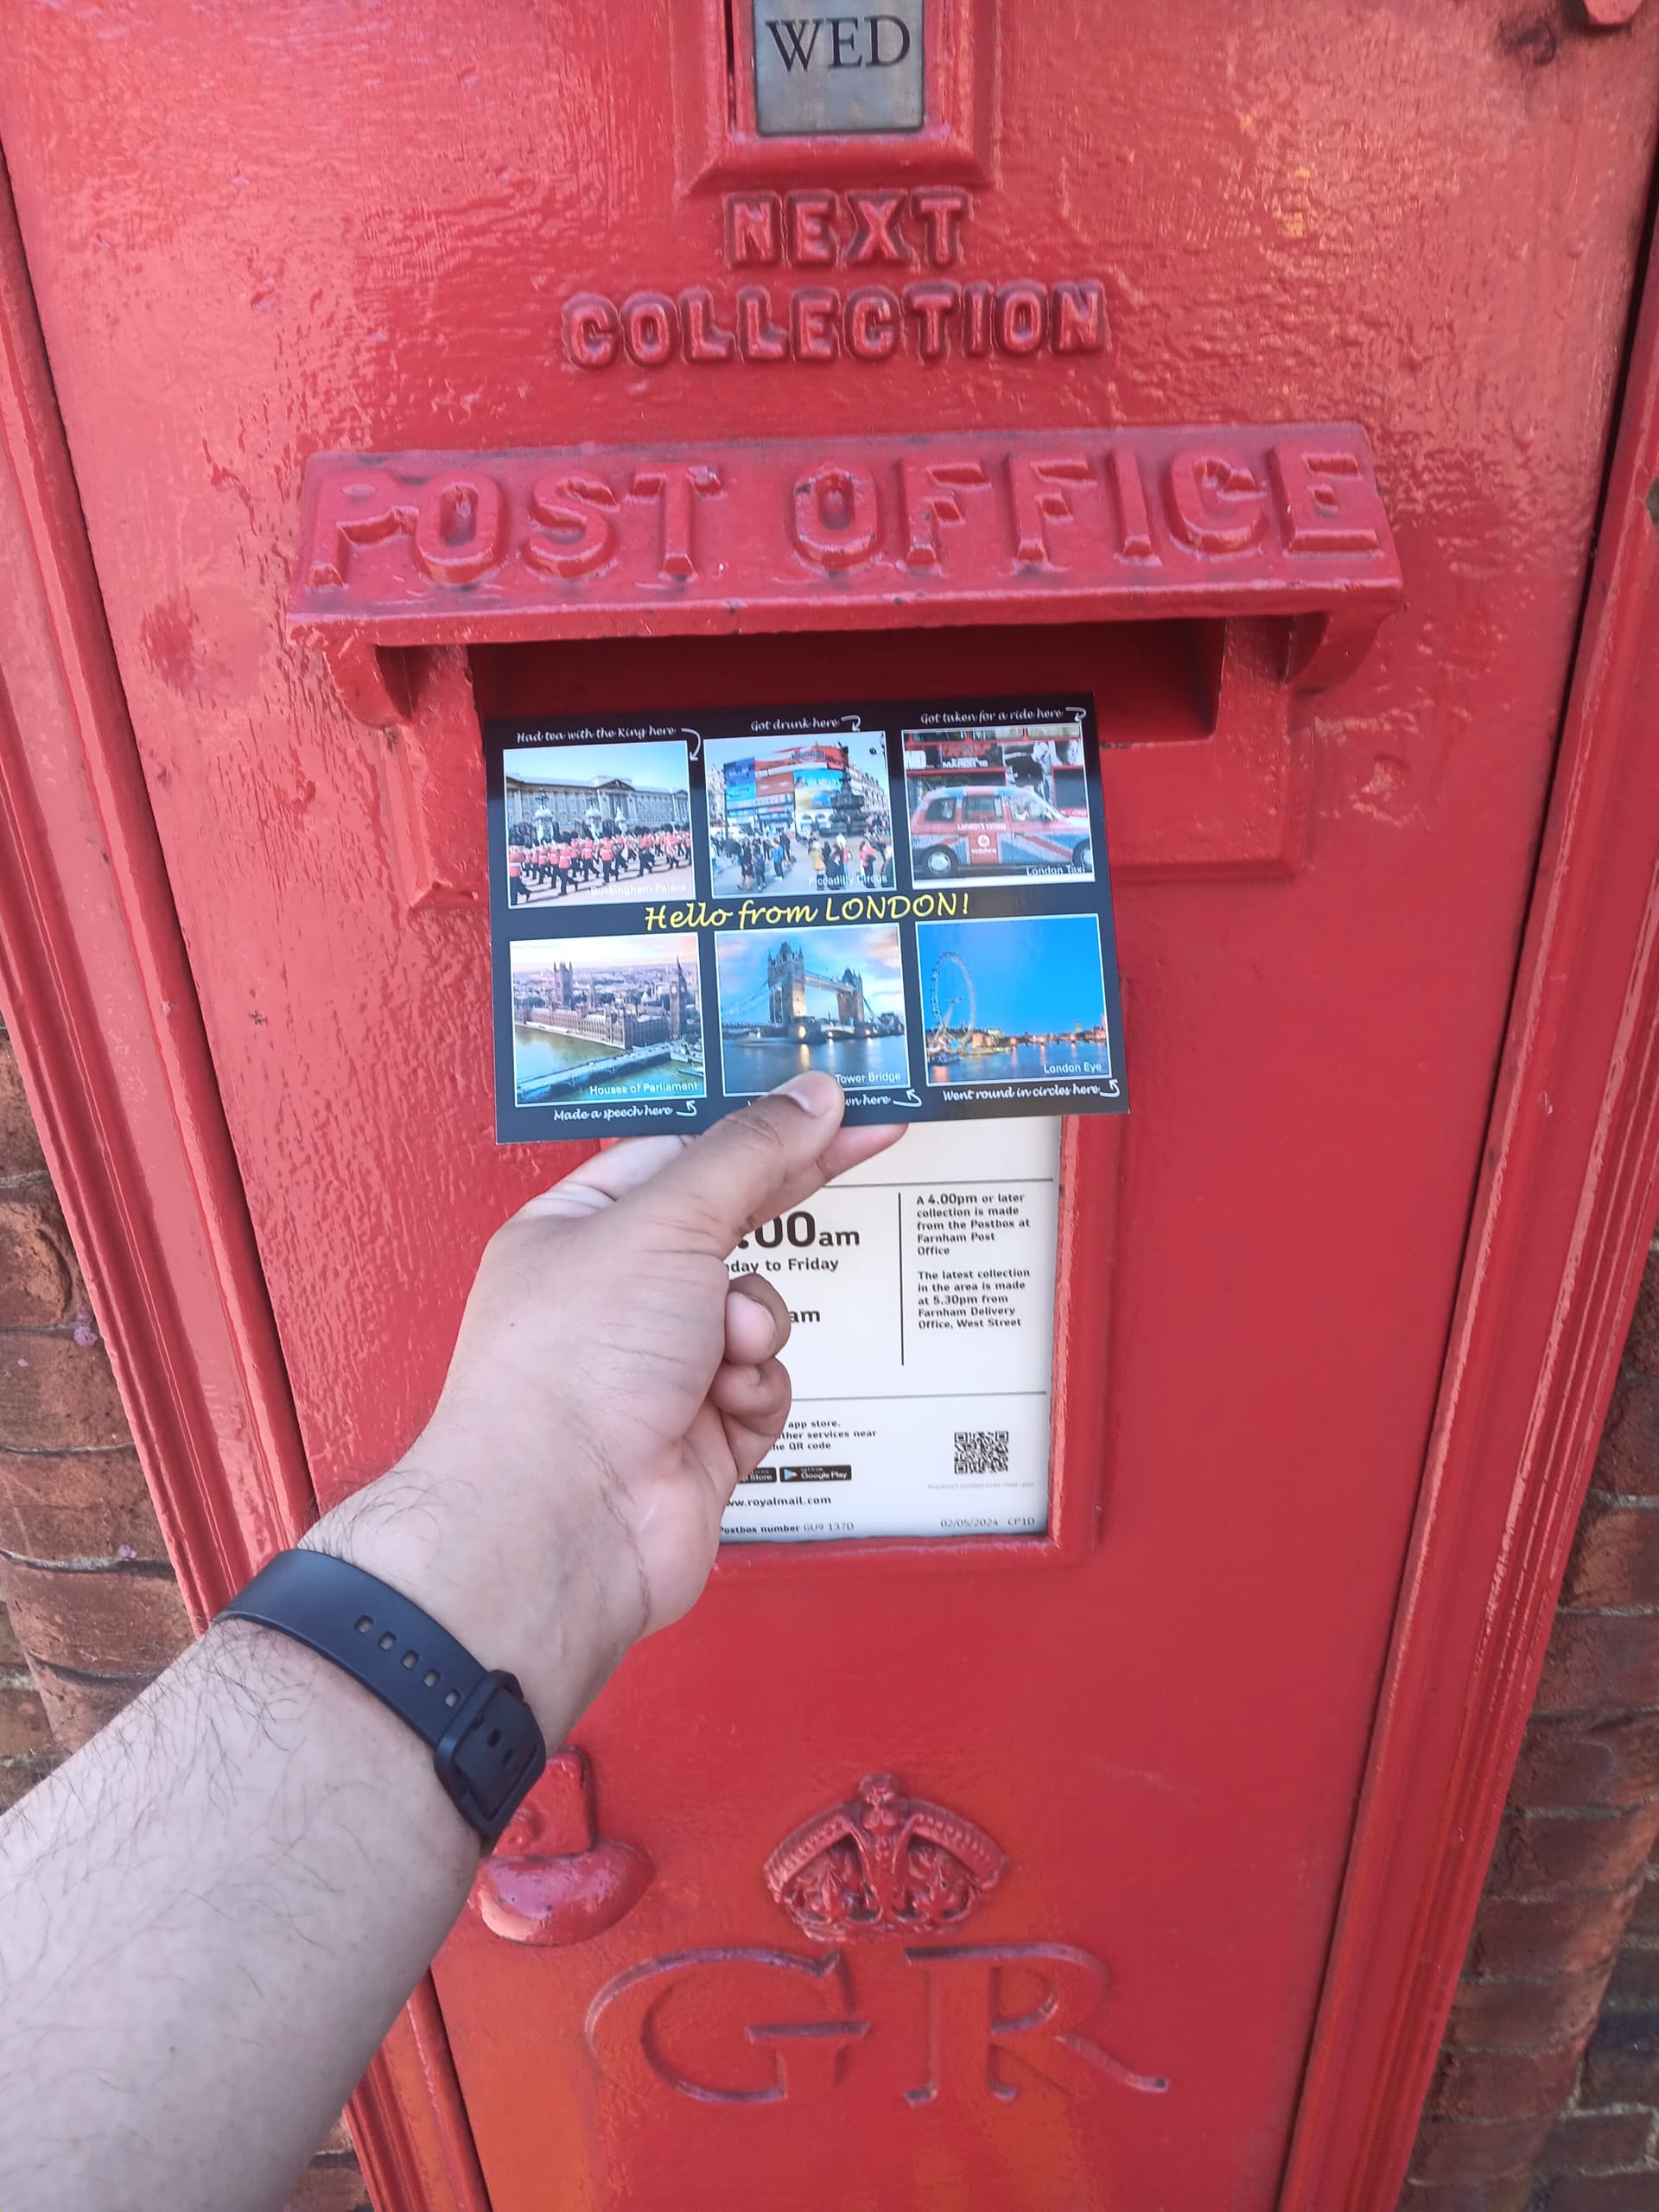 WED
NEXT
COLLECTION
POST OFFICE
Had tea with the King here
Got drunk here
Got taken for a ride here
Buckingham Palace
Piccadilly Circus
London Taxi
Hello from LONDON!
Houses of Parliament
Tower Bridge
London Eye
Made a speech here
here
Went round in circles here
:00am
day to Friday
am
A 4.00pm or later
collection is made
from the Postbox at
Farnham Post
Office
The latest collection
in the area is made
at 5.30pm from
Farnham Delivery
Office, West Street
app store.
services near
QR code
Store
Google Play
www.royalmail.com
Postbox number GU9 137D
02/05/2024 CP1D
GR